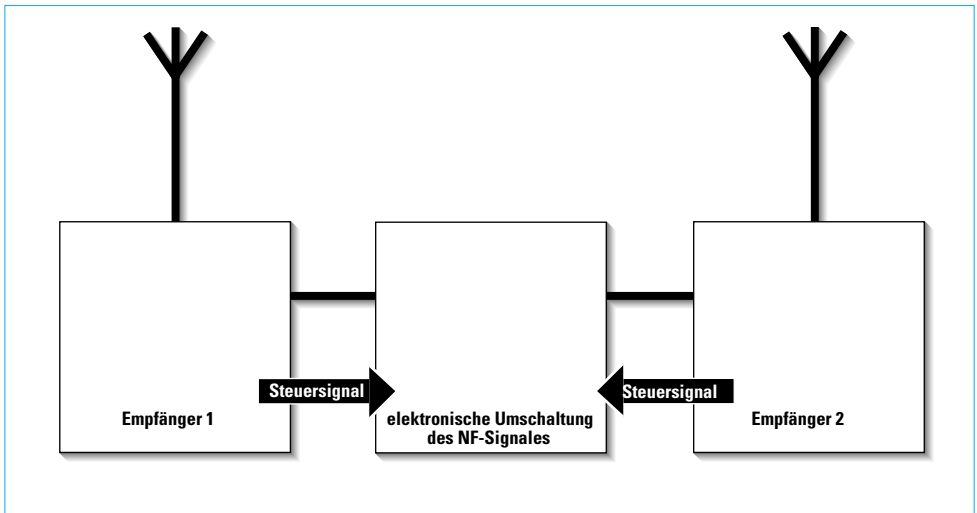 Steuersignal
Steuersignal
Empfänger 1
elektronische Umschaltung
des NF-Signales
Empfänger 2